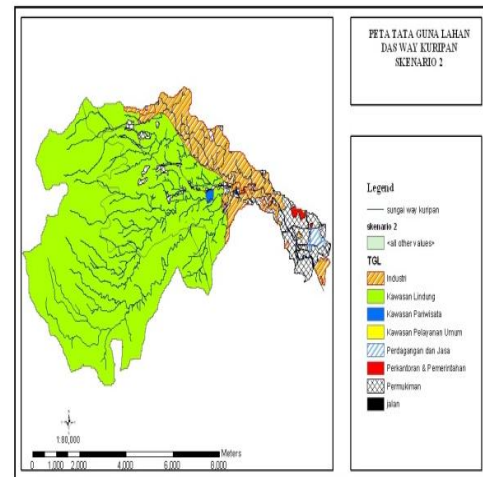 PETA TATA GUNA LAHAN
DAS WAY KURIPAN
SKENARIO 2
Legend
sungai way kuripan
skenario 2
<all other values>
TGL
Industri
Kawasan Lindung
Kawasan Pariwisata
Kawasan Pelayanan Umum
Perdagangan dan Jasa
Perkantoran & Pemerintahan
Permukiman
jalan
1:80,000
Meters
0 1,000 2,000 4,000 6,000 8,000